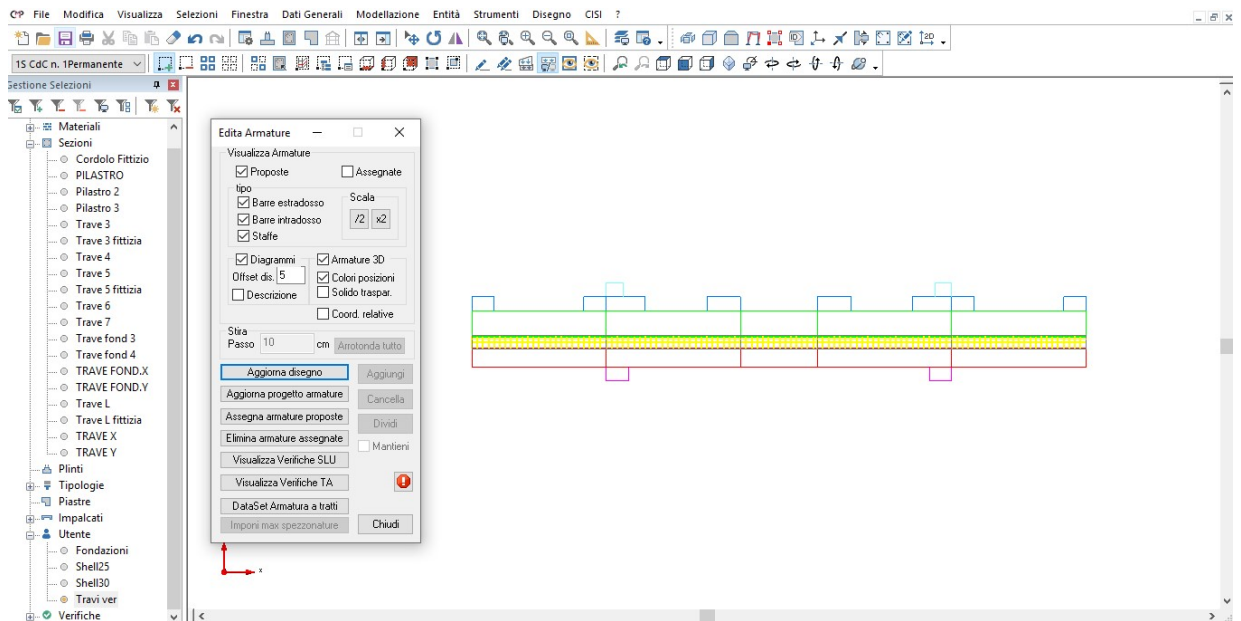 File Modifica Visualizza Selezioni Finestra Dati Generali Modellazione Entità Strumenti Disegno CISI ?
2D
1S CdC n. 1Permanente
Gestione Selezioni
Materiali
Sezioni
Cordolo Fittizio
PILASTRO
Pilastro 2
Pilastro 3
Trave 3
Trave 3 fittizia
Trave 4
Trave 5
Trave 5 fittizia
Trave 6
Trave 7
Trave fond 3
Trave fond 4
TRAVE FOND.X
TRAVE FOND.Y
Trave L
Trave L fittizia
TRAVE X
TRAVE Y
Plinti
Tipologie
Piastre
Impalcati
Utente
Fondazioni
Shell25
Shell30
Travi ver
Verifiche
Edita Armature
Visualizza Armature
Proposte Assegnate
tipo
Barre estradosso
Barre intradosso
Staffe
Scala
/2 x2
Diagrammi
Offset dis. 5
Descrizione
Armature 3D
Colori posizioni
Solido traspar.
Coord. relative
Stira
Passo 10 cm Arrotonda tutto
Aggiorna disegno Aggiungi
Aggiorna progetto armature Cancella
Assegna armature proposte Dividi
Elimina armature assegnate Mantieni
Visualizza Verifiche SLU
Visualizza Verifiche TA
DataSet Armatura a tratti
Imponi max spezzonature Chiudi
x